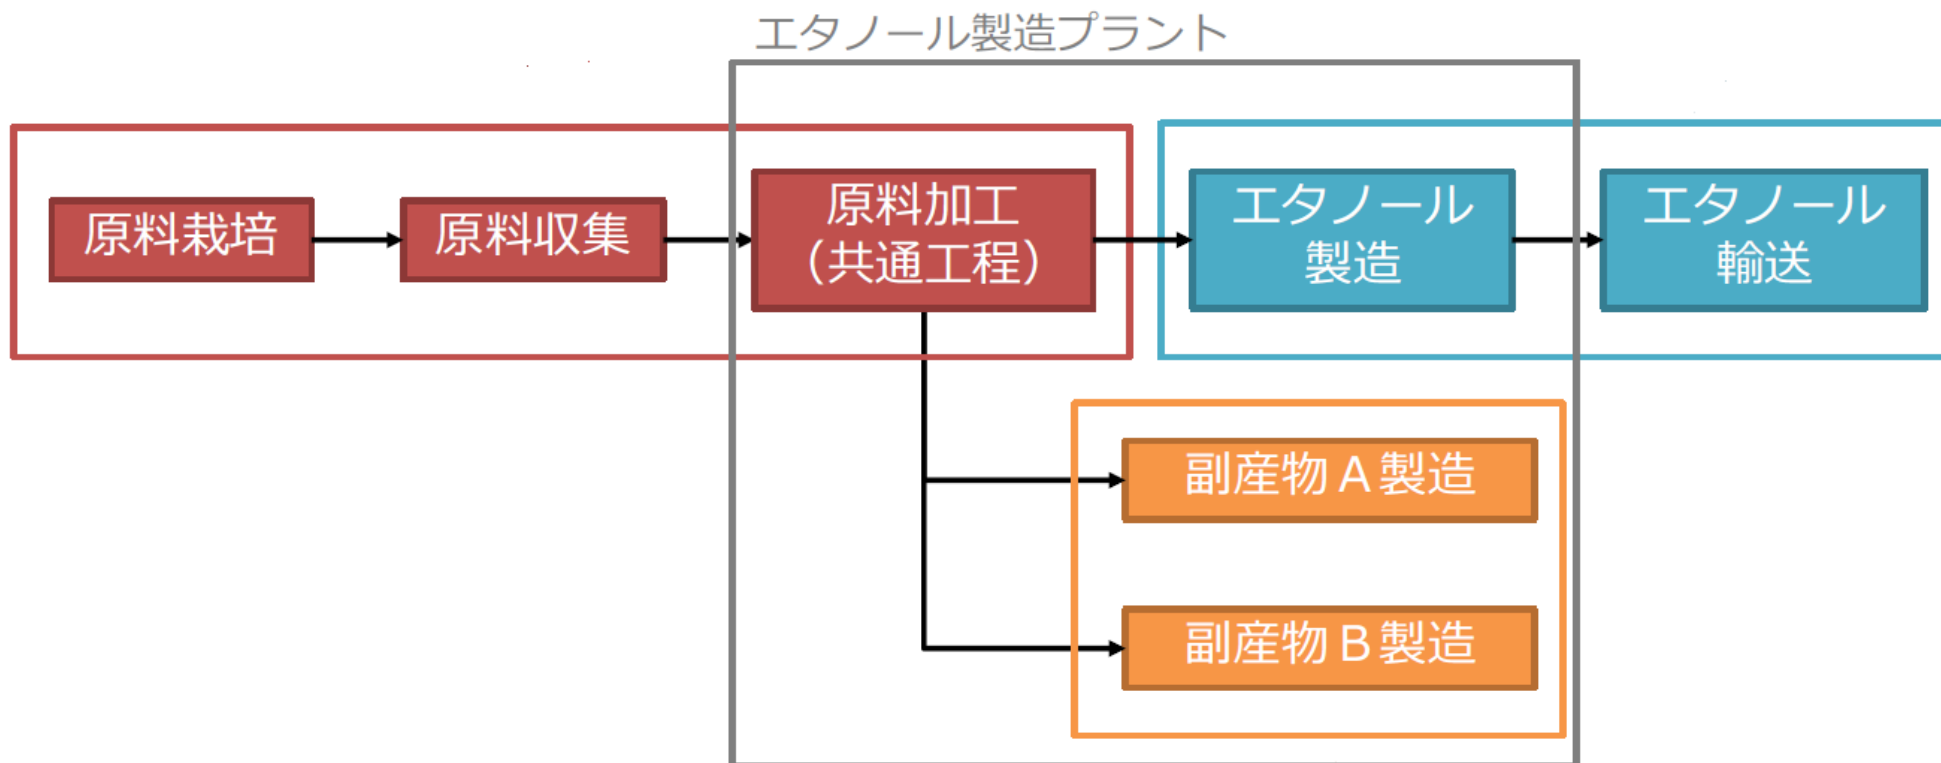 エタノール製造プラント
原料栽培
原料収集
原料加工
（共通工程）
エタノール
製造
エタノール
輸送
副産物A製造
副産物B製造